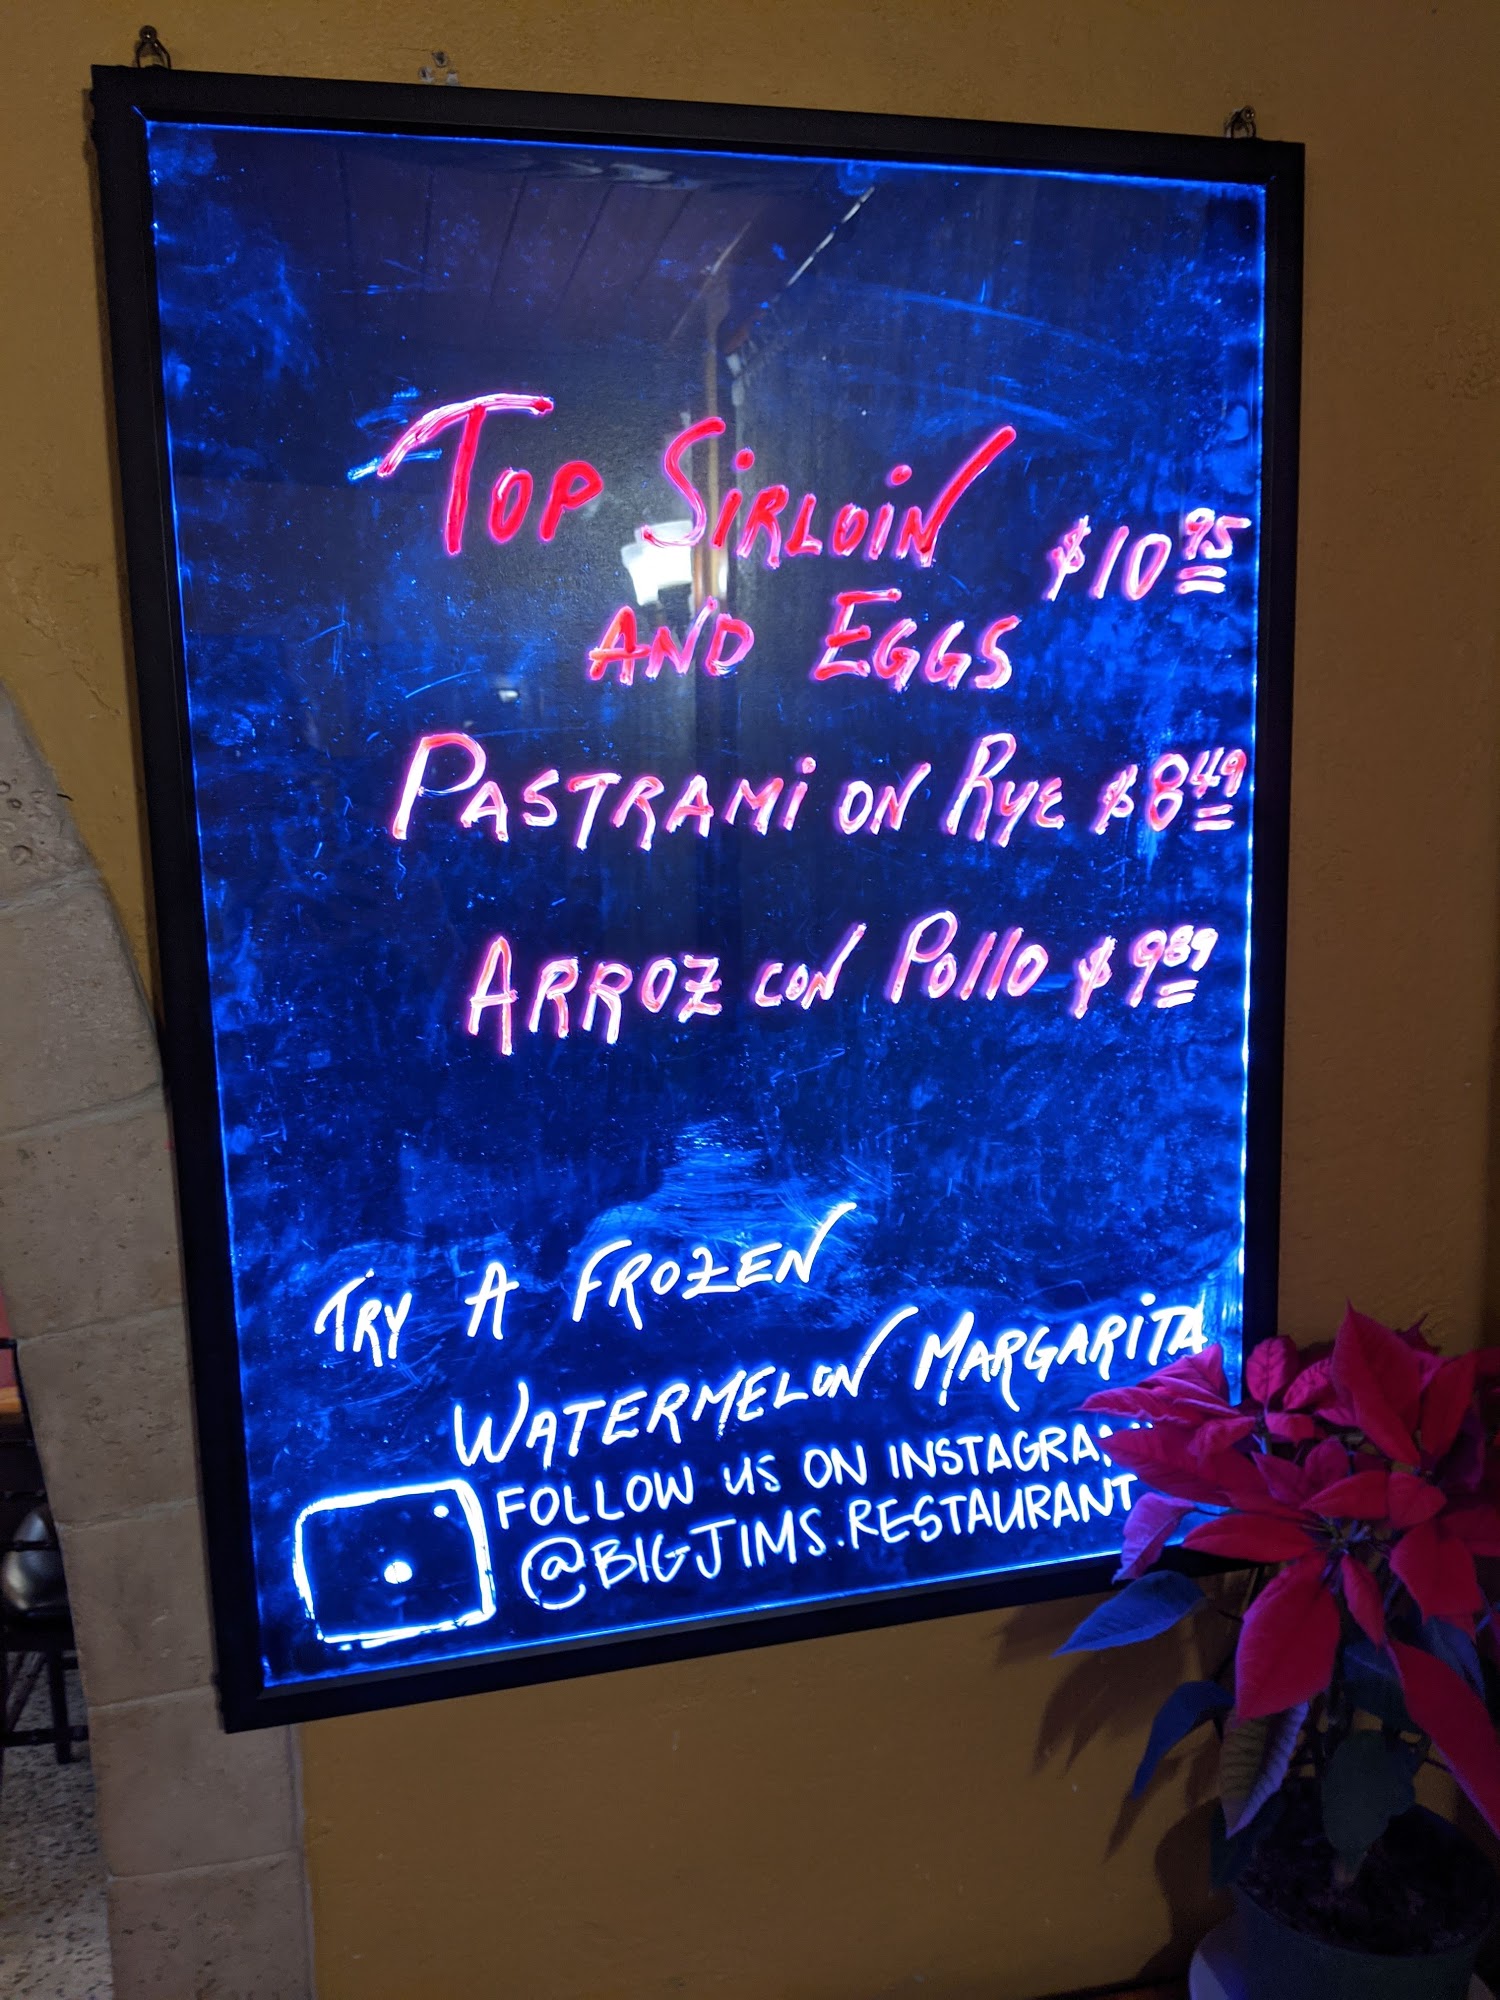 Top Sirloin
and Eggs $10.95
Pastrami on Rye $8.49
Arroz con Pollo $9.89
Try A Frozen
Watermelon Margarita
FOLLOW US ON INSTAGRAM
@BIGJIMS.RESTAURANT